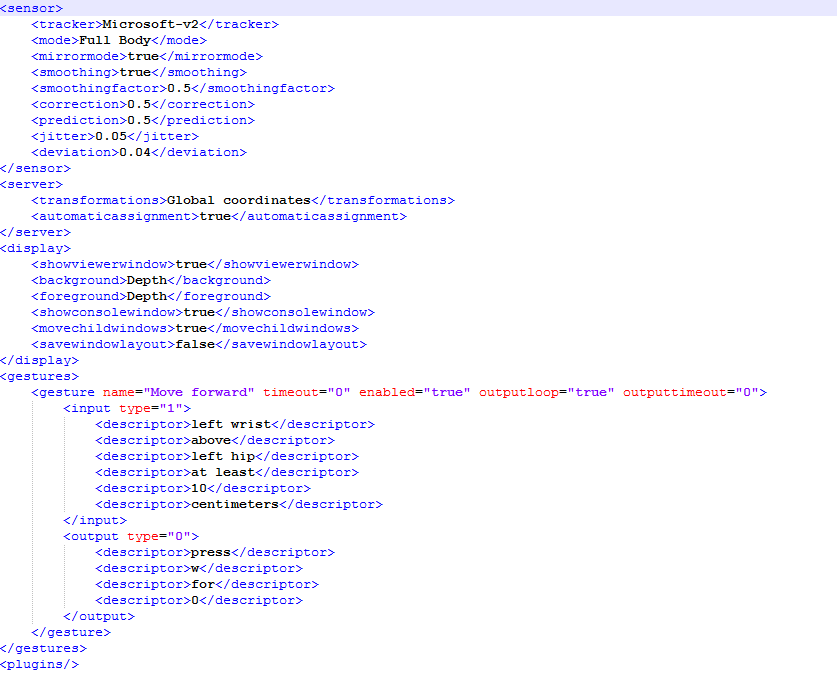 <sensor>
    <tracker>Microsoft-v2</tracker>
    <mode>Full Body</mode>
    <mirrormode>true</mirrormode>
    <smoothing>true</smoothing>
    <smoothingfactor>0.5</smoothingfactor>
    <correction>0.5</correction>
    <prediction>0.5</prediction>
    <jitter>0.05</jitter>
    <deviation>0.04</deviation>
</sensor>
<server>
    <transformations>Global coordinates</transformations>
    <automaticassignment>true</automaticassignment>
</server>
<display>
    <showviewerwindow>true</showviewerwindow>
    <background>Depth</background>
    <foreground>Depth</foreground>
    <showconsolewindow>true</showconsolewindow>
    <movechildwindows>true</movechildwindows>
    <savewindowlayout>false</savewindowlayout>
</display>
<gestures>
    <gesture name="Move forward" timeout="0" enabled="true" outputloop="true" outputtimeout="0">
        <input type="1">
            <descriptor>left wrist</descriptor>
            <descriptor>above</descriptor>
            <descriptor>left hip</descriptor>
            <descriptor>at least</descriptor>
            <descriptor>10</descriptor>
            <descriptor>centimeters</descriptor>
        </input>
        <output type="0">
            <descriptor>press</descriptor>
            <descriptor>w</descriptor>
            <descriptor>for</descriptor>
            <descriptor>0</descriptor>
        </output>
    </gesture>
</gestures>
<plugins/>